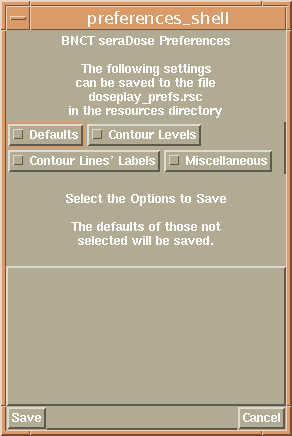 preferences_shell
BNCT seraDose Preferences
The following settings
can be saved to the file
doseplay_prefs.rsc
in the resources directory
Defaults Contour Levels
Contour Lines' Labels Miscellaneous
Select the Options to Save
The defaults of those not
selected will be saved.
Save Cancel